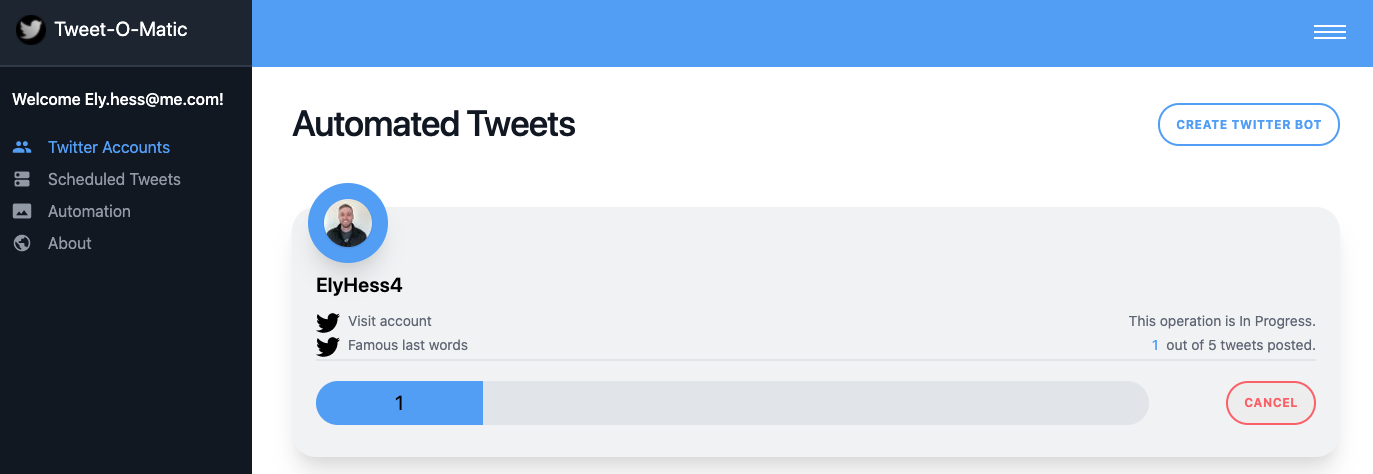 Tweet-O-Matic
Welcome Ely.hess@me.com!
Twitter Accounts
Scheduled Tweets
Automation
About
Automated Tweets
CREATE TWITTER BOT
ElyHess4
Visit account
This operation is In Progress.
Famous last words
1 out of 5 tweets posted.
1
CANCEL